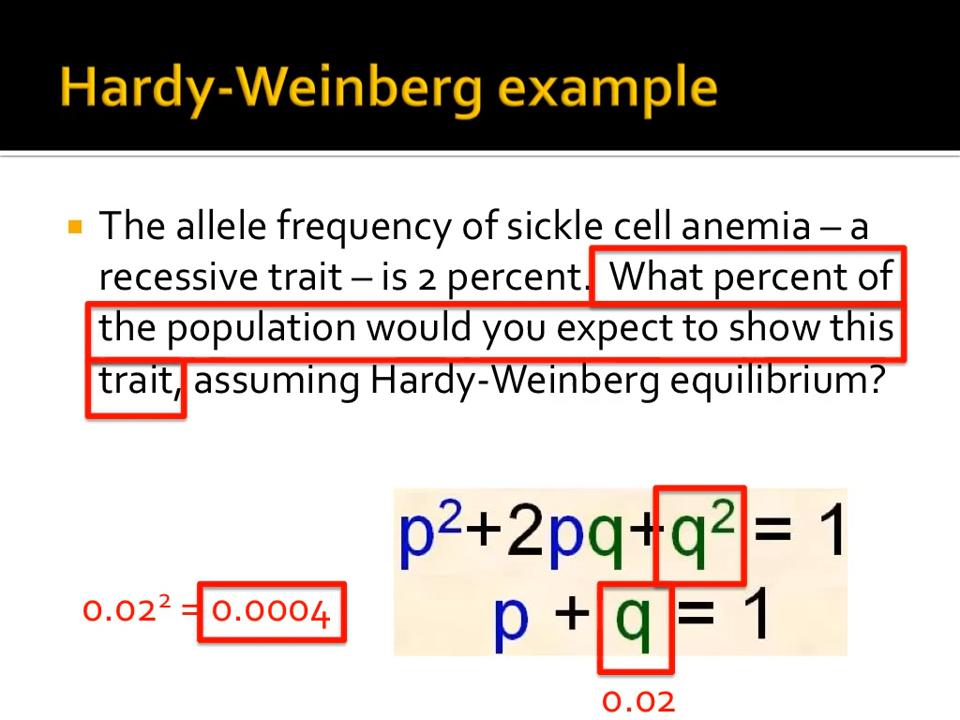 Hardy-Weinberg example
The allele frequency of sickle cell anemia – a
recessive trait – is 2 percent. What percent of
the population would you expect to show this
trait, assuming Hardy-Weinberg equilibrium?
p²+2pq+q² = 1
p + q = 1
0.02² = 0.0004
0.02